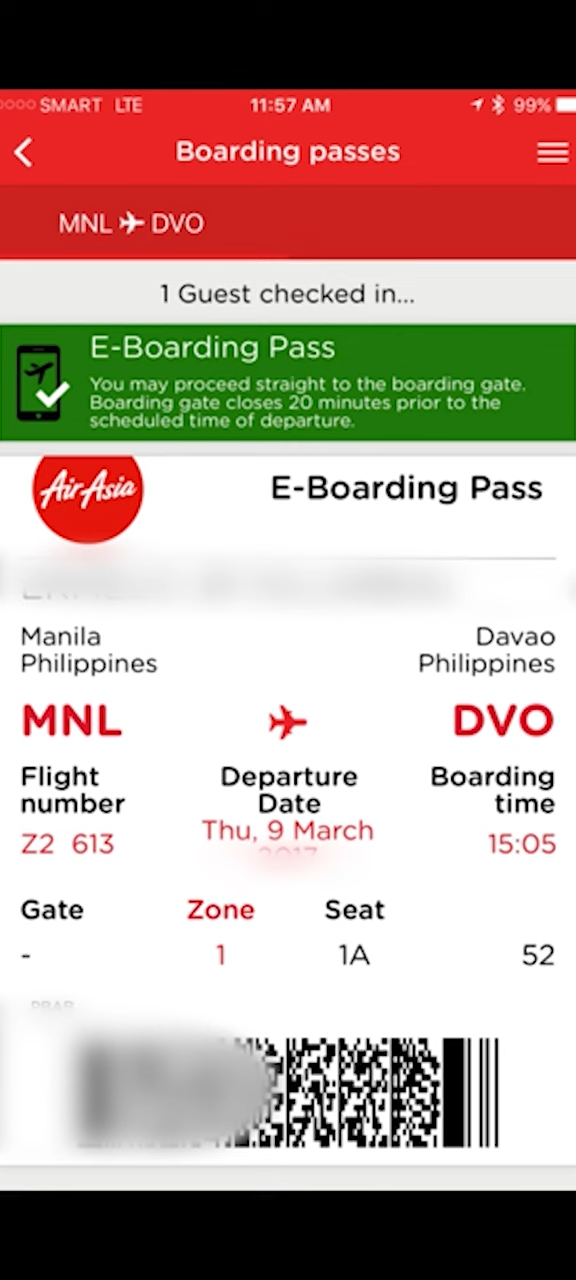 SMART LTE 11:57 AM 99%
Boarding passes
MNL DVO
1 Guest checked in...
E-Boarding Pass
You may proceed straight to the boarding gate.
Boarding gate closes 20 minutes prior to the
scheduled time of departure.
AirAsia
E-Boarding Pass
Manila
Philippines
Davao
Philippines
MNL DVO
Flight
number
Z2 613
Departure
Date
Thu, 9 March
2017
Boarding
time
15:05
Gate Zone Seat
- 1 1A 52